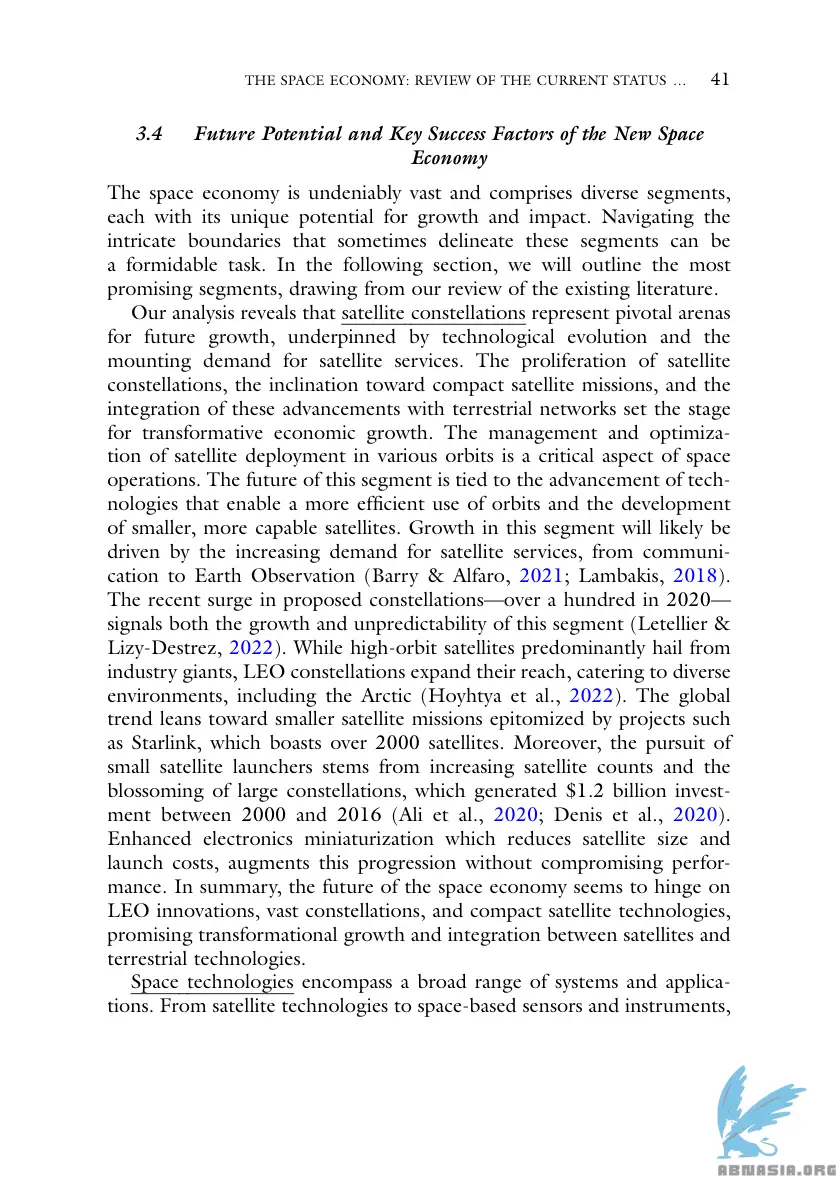 THE SPACE ECONOMY: REVIEW OF THE CURRENT STATUS … 41
3.4 Future Potential and Key Success Factors of the New Space
Economy
The space economy is undeniably vast and comprises diverse segments,
each with its unique potential for growth and impact. Navigating the
intricate boundaries that sometimes delineate these segments can be
a formidable task. In the following section, we will outline the most
promising segments, drawing from our review of the existing literature.
Our analysis reveals that satellite constellations represent pivotal arenas
for future growth, underpinned by technological evolution and the
mounting demand for satellite services. The proliferation of satellite
constellations, the inclination toward compact satellite missions, and the
integration of these advancements with terrestrial networks set the stage
for transformative economic growth. The management and optimiza-
tion of satellite deployment in various orbits is a critical aspect of space
operations. The future of this segment is tied to the advancement of tech-
nologies that enable a more efficient use of orbits and the development
of smaller, more capable satellites. Growth in this segment will likely be
driven by the increasing demand for satellite services, from communi-
cation to Earth Observation (Barry & Alfaro, 2021; Lambakis, 2018).
The recent surge in proposed constellations—over a hundred in 2020—
signals both the growth and unpredictability of this segment (Letellier &
Lizy-Destrez, 2022). While high-orbit satellites predominantly hail from
industry giants, LEO constellations expand their reach, catering to diverse
environments, including the Arctic (Hoyhtya et al., 2022). The global
trend leans toward smaller satellite missions epitomized by projects such
as Starlink, which boasts over 2000 satellites. Moreover, the pursuit of
small satellite launchers stems from increasing satellite counts and the
blossoming of large constellations, which generated $1.2 billion invest-
ment between 2000 and 2016 (Ali et al., 2020; Denis et al., 2020).
Enhanced electronics miniaturization which reduces satellite size and
launch costs, augments this progression without compromising perfor-
mance. In summary, the future of the space economy seems to hinge on
LEO innovations, vast constellations, and compact satellite technologies,
promising transformational growth and integration between satellites and
terrestrial technologies.
Space technologies encompass a broad range of systems and applica-
tions. From satellite technologies to space-based sensors and instruments,
ABNASIA.ORG